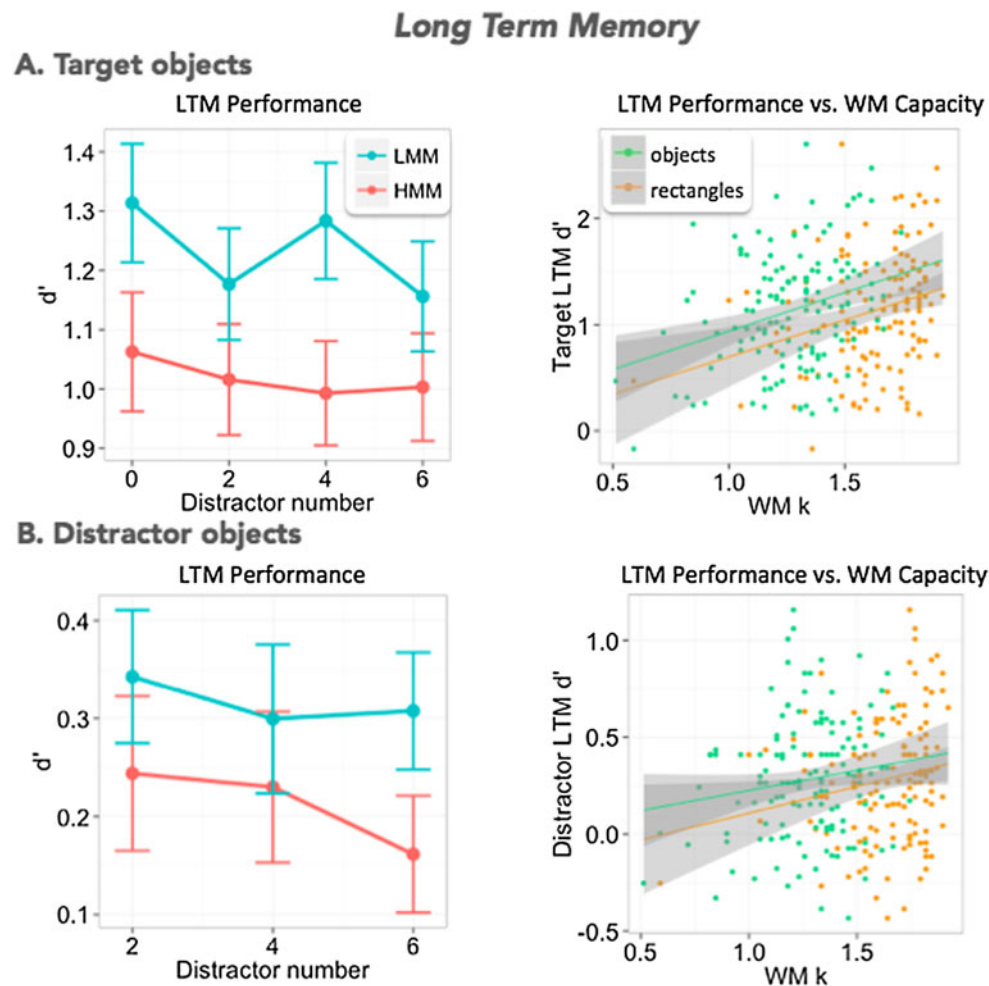 Long Term Memory
A. Target objects
LTM Performance
d'
1.4
1.3
1.2
1.1
1.0
0.9
LMM
HMM
0 2 4 6
Distractor number
LTM Performance vs. WM Capacity
Target LTM d'
2
1
0
objects
rectangles
0.5 1.0 1.5
WM k
B. Distractor objects
LTM Performance
d'
0.4
0.3
0.2
0.1
2 4 6
Distractor number
LTM Performance vs. WM Capacity
Distractor LTM d'
1.0
0.5
0.0
-0.5
0.5 1.0 1.5
WM k